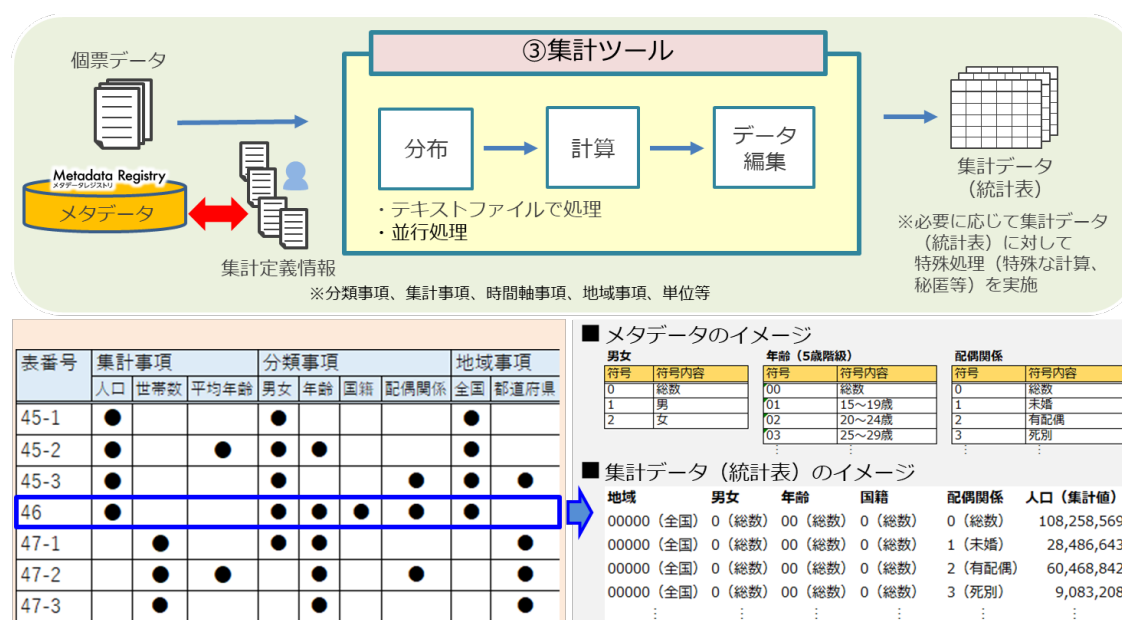 ③集計ツール
個票データ
Metadata Registry
メタデータレジストリ
メタデータ
集計定義情報
分布
計算
データ
編集
・テキストファイルで処理
・並行処理
集計データ
（統計表）
※必要に応じて集計データ
（統計表）に対して
特殊処理（特殊な計算、
秘匿等）を実施
※分類事項、集計事項、時間軸事項、地域事項、単位等
表番号 集計事項 分類事項 地域事項
人口 世帯数 平均年齢 男女 年齢 国籍 配偶関係 全国 都道府県
45-1 ● ● ●
45-2 ● ● ● ● ●
45-3 ● ● ● ● ●
46 ● ● ● ● ● ●
47-1 ● ● ● ●
47-2 ● ● ● ● ●
47-3 ● ● ●
■ メタデータのイメージ
男女
符号 符号内容
0 総数
1 男
2 女
年齢（5歳階級）
符号 符号内容
00 総数
01 15～19歳
02 20～24歳
03 25～29歳
⋮ ⋮
配偶関係
符号 符号内容
0 総数
1 未婚
2 有配偶
3 死別
⋮ ⋮
■ 集計データ（統計表）のイメージ
地域 男女 年齢 国籍 配偶関係 人口（集計値）
00000（全国） 0（総数） 00（総数） 0（総数） 0（総数） 108,258,569
00000（全国） 0（総数） 00（総数） 0（総数） 1（未婚） 28,486,643
00000（全国） 0（総数） 00（総数） 0（総数） 2（有配偶） 60,468,842
00000（全国） 0（総数） 00（総数） 0（総数） 3（死別） 9,083,208
⋮ ⋮ ⋮ ⋮ ⋮ ⋮